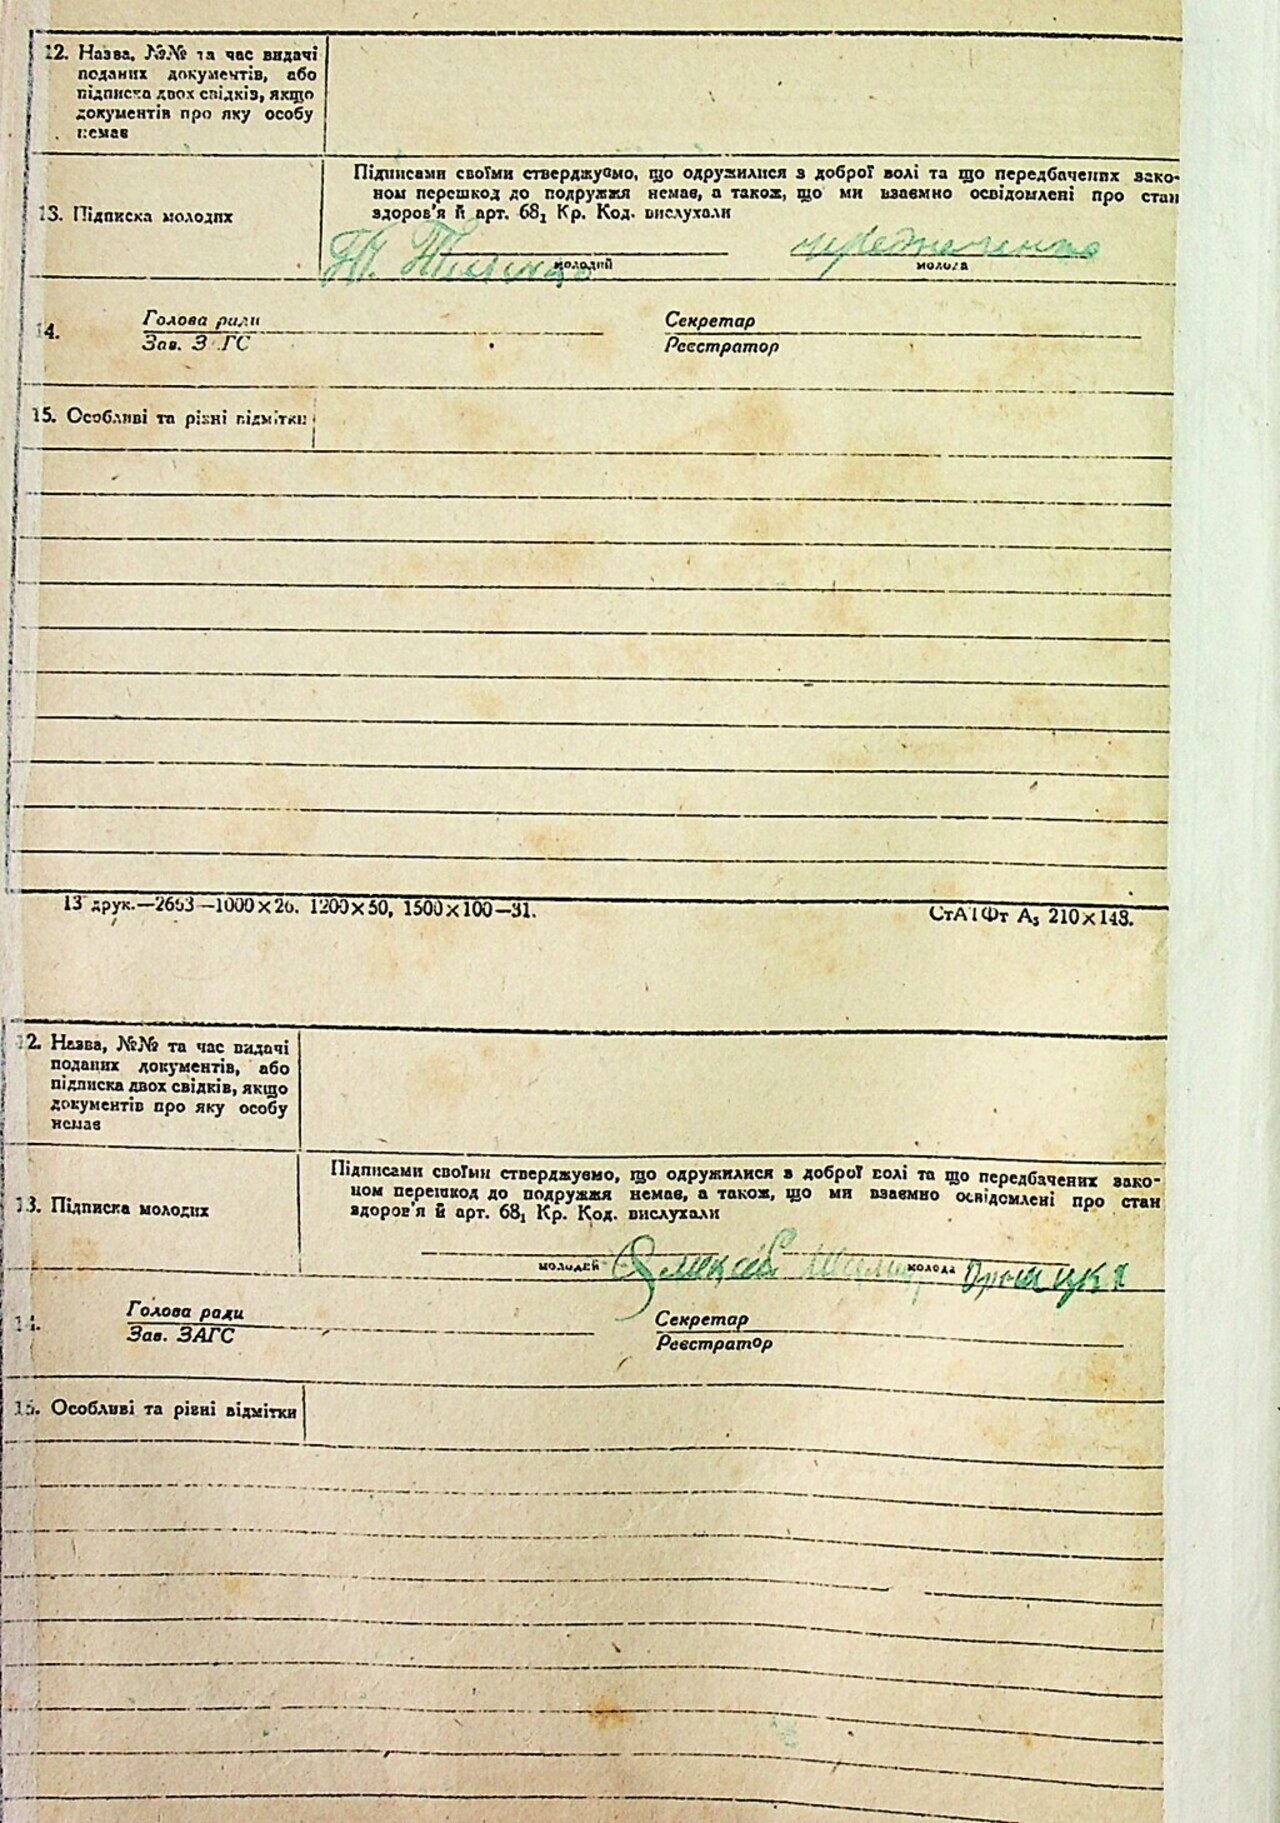 12. Назва, №№ та час видачі
поданих документів, або
підписка двох свідків, якщо
документів про яку особу
немає
Підписами своїми стверджуємо, що одружилися з доброї волі та що передбачених зако-
ном перешкод до подружжя немає, а також, що ми взаємно освідомлені про стан
здоров'я й арт. 68₁ Кр. Код. вислухали
13. Підписка молодих
молодий молода
14. Голова ради Секретар
Зав. ЗАГС Реєстратор
15. Особливі та різні відмітки
13 друк.—2663—1000×26. 1200×50, 1500×100—31. СтАТФт А₅ 210×148.
12. Назва, №№ та час видачі
поданих документів, або
підписка двох свідків, якщо
документів про яку особу
немає
Підписами своїми стверджуємо, що одружилися з доброї волі та що передбачених зако-
ном перешкод до подружжя немає, а також, що ми взаємно освідомлені про стан
здоров'я й арт. 68₁ Кр. Код. вислухали
13. Підписка молодих
молодий молода
14. Голова ради Секретар
Зав. ЗАГС Реєстратор
15. Особливі та різні відмітки